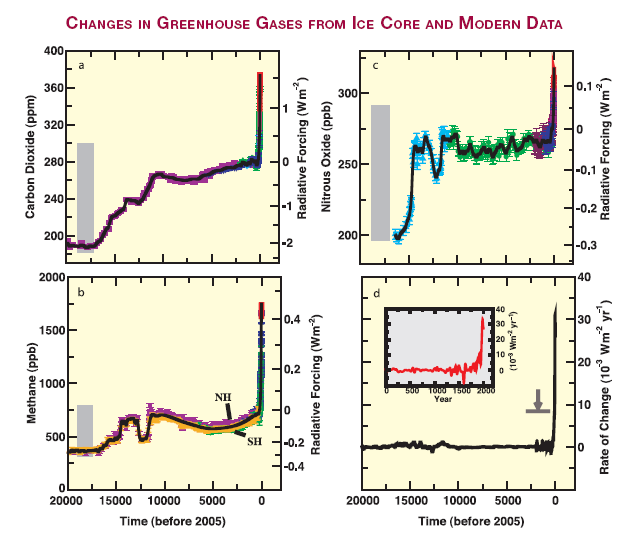 CHANGES IN GREENHOUSE GASES FROM ICE CORE AND MODERN DATA
a
400
360
320
280
240
200
Carbon Dioxide (ppm)
1
0
-1
-2
Radiative Forcing (Wm⁻²)
c
300
250
200
Nitrous Oxide (ppb)
0.1
0
-0.1
-0.2
-0.3
Radiative Forcing (Wm⁻²)
b
2000
1500
1000
500
0
Methane (ppb)
NH
SH
0.4
0.2
0
-0.2
-0.4
Radiative Forcing (Wm⁻²)
20000 15000 10000 5000 0
Time (before 2005)
d
40
30
20
10
0
(10⁻³ Wm⁻² yr⁻¹)
0 500 1000 1500 2000
Year
40
30
20
10
0
Rate of Change (10⁻³ Wm⁻² yr⁻¹)
20000 15000 10000 5000 0
Time (before 2005)